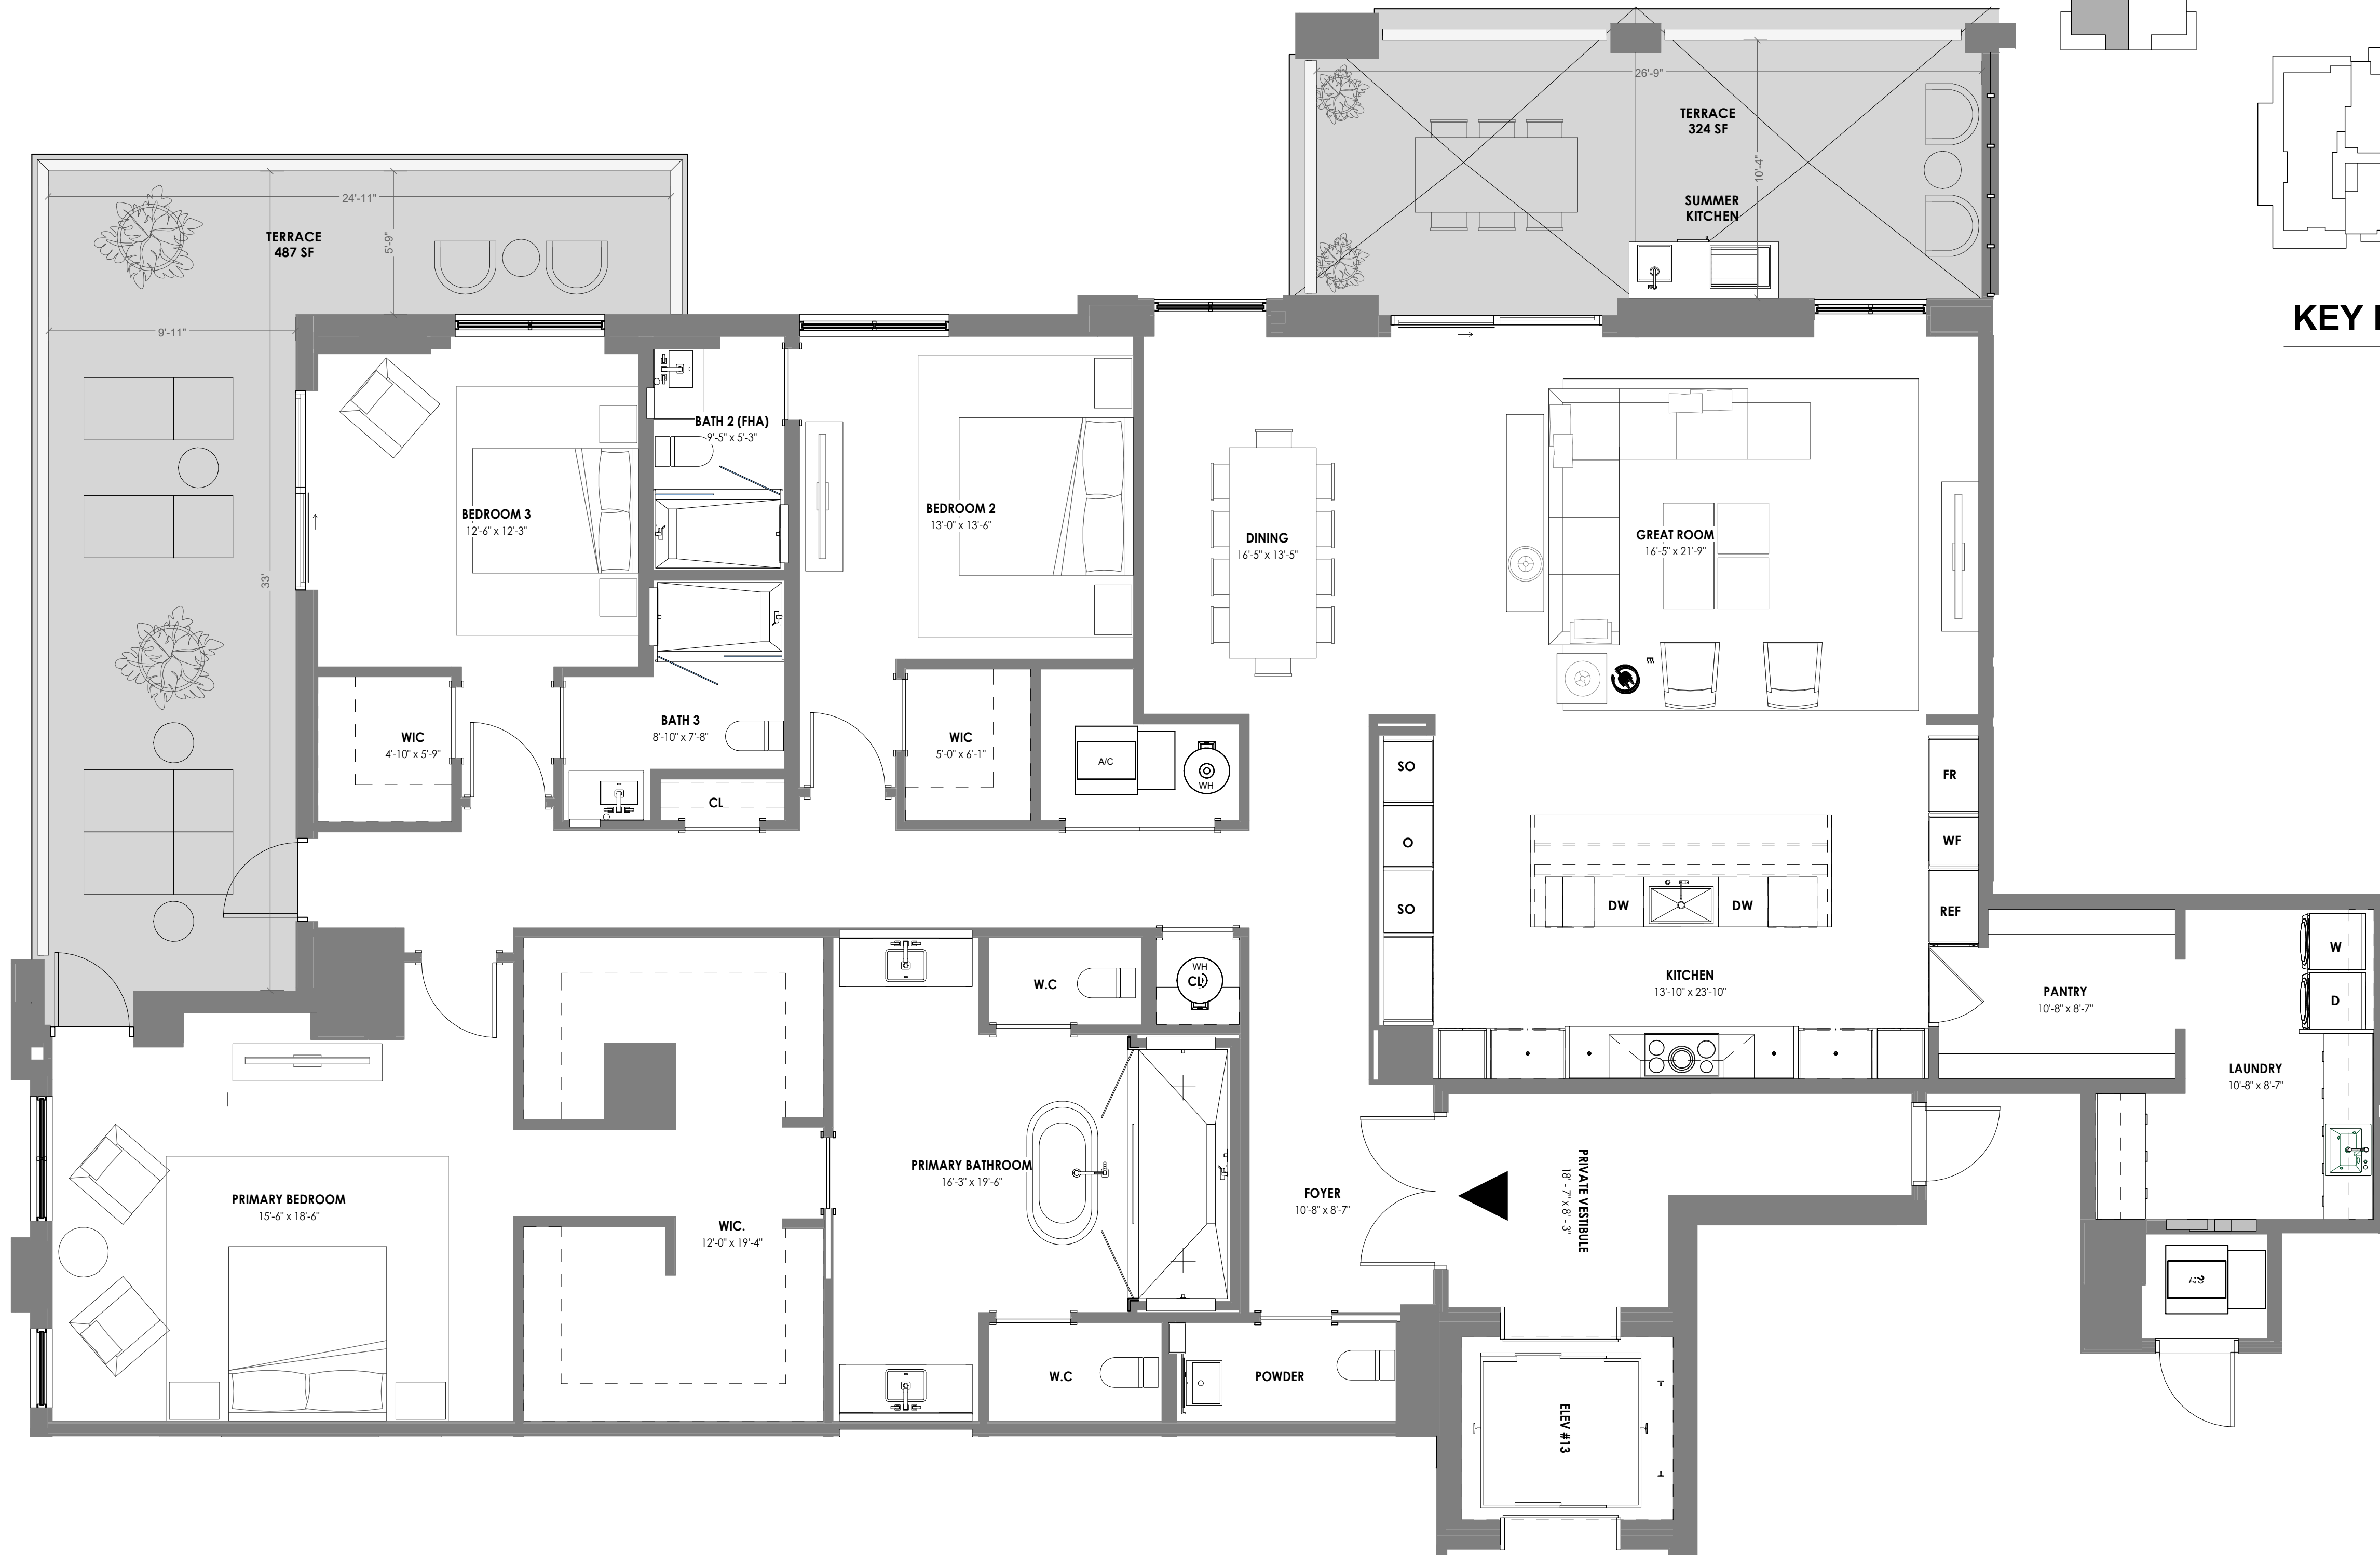 26'-9"
TERRACE
324 SF
10'-4"
SUMMER
KITCHEN
24'-11"
TERRACE
487 SF
5'-9"
9'-11"
33'
BATH 2 (FHA)
9'-5" x 5'-3"
BEDROOM 3
12'-6" x 12'-3"
BEDROOM 2
13'-0" x 13'-6"
DINING
16'-5" x 13'-5"
GREAT ROOM
16'-5" x 21'-9"
WIC
4'-10" x 5'-9"
BATH 3
8'-10" x 7'-8"
CL
WIC
5'-0" x 6'-1"
A/C
WH
SO
O
SO
FR
WF
REF
DW
DW
KITCHEN
13'-10" x 23'-10"
PANTRY
10'-8" x 8'-7"
W
D
LAUNDRY
10'-8" x 8'-7"
W.C
WH
CL
PRIMARY BEDROOM
15'-6" x 18'-6"
WIC.
12'-0" x 19'-4"
PRIMARY BATHROOM
16'-3" x 19'-6"
FOYER
10'-8" x 8'-7"
PRIVATE VESTIBULE
18' - 7" x 8' - 3"
W.C
POWDER
ELEV #13
KEY